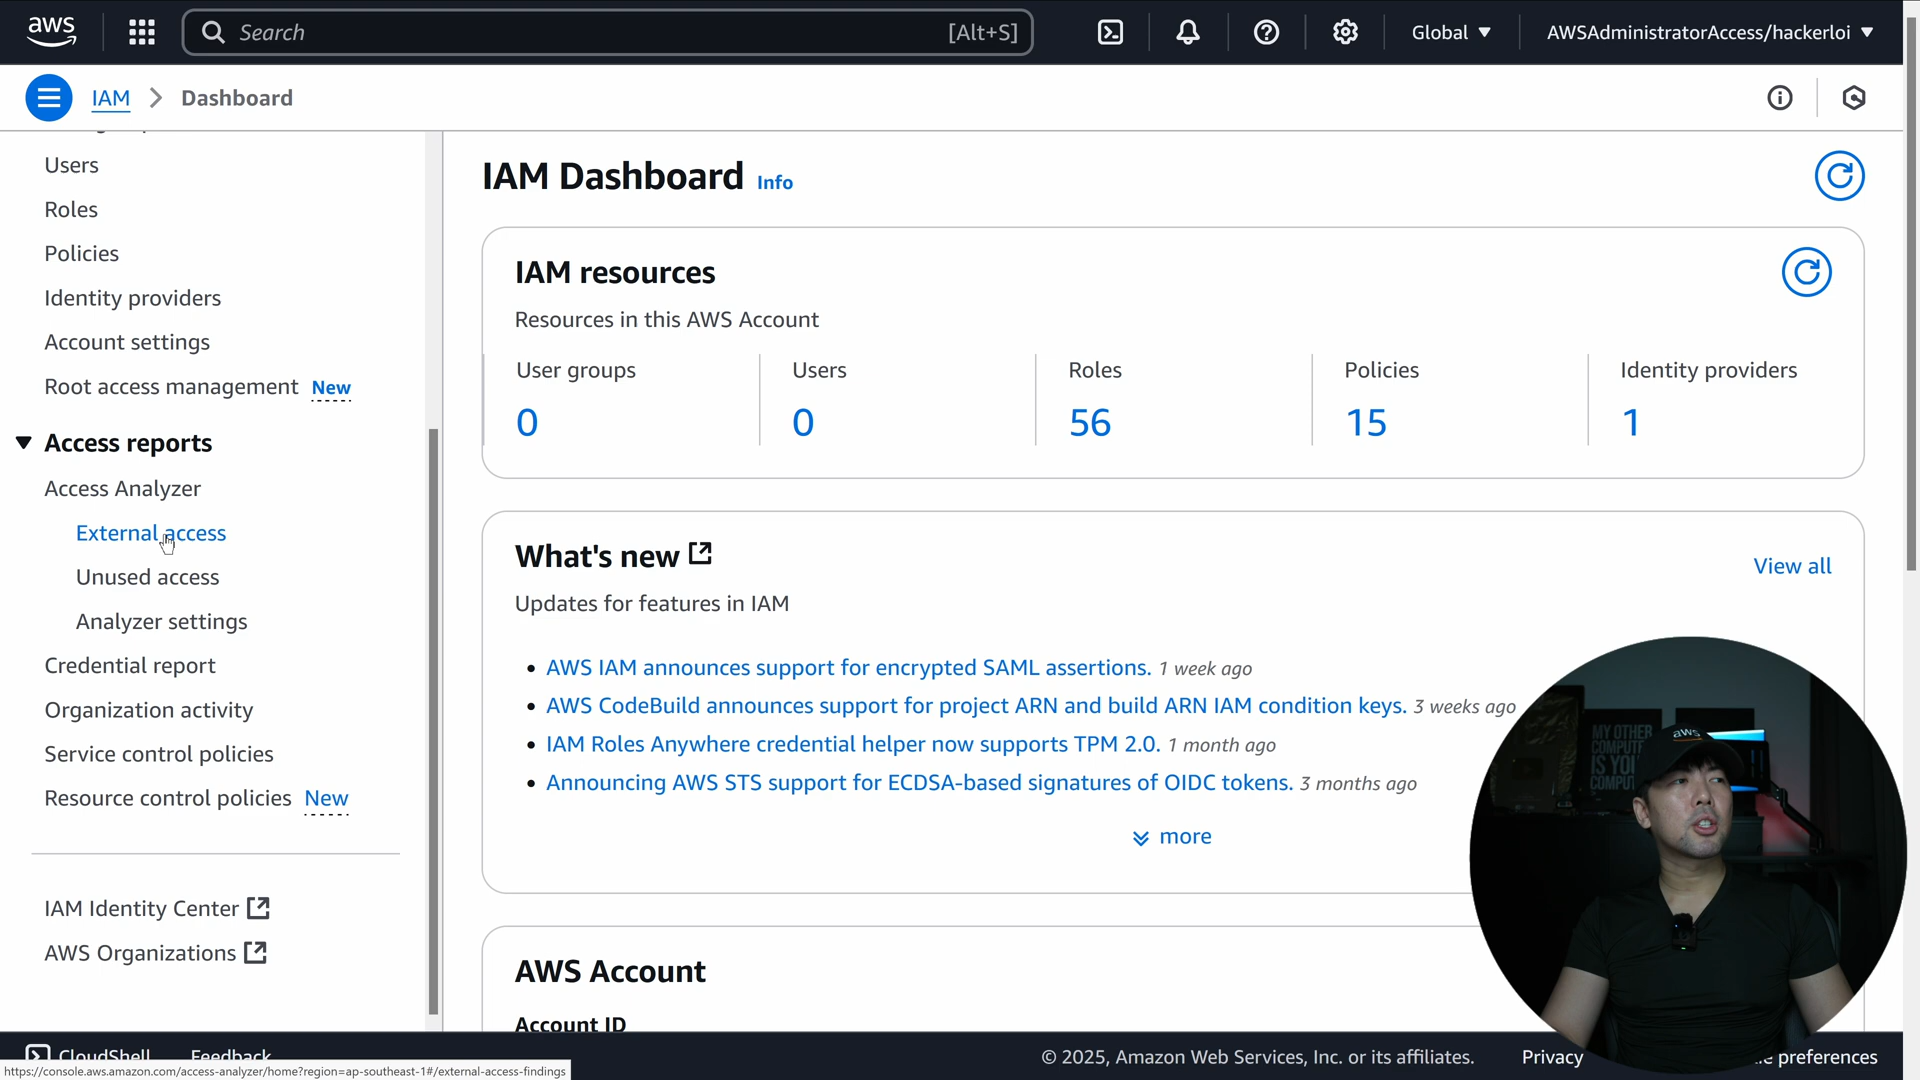 aws
Search
[Alt+S]
Global
AWSAdministratorAccess/hackerloi
IAM
Dashboard
Users
Roles
Policies
Identity providers
Account settings
Root access management New
Access reports
Access Analyzer
External access
Unused access
Analyzer settings
Credential report
Organization activity
Service control policies
Resource control policies New
IAM Identity Center
AWS Organizations
IAM Dashboard Info
IAM resources
Resources in this AWS Account
User groups
0
Users
0
Roles
56
Policies
15
Identity providers
1
What's new
View all
Updates for features in IAM
AWS IAM announces support for encrypted SAML assertions. 1 week ago
AWS CodeBuild announces support for project ARN and build ARN IAM condition keys. 3 weeks ago
IAM Roles Anywhere credential helper now supports TPM 2.0. 1 month ago
Announcing AWS STS support for ECDSA-based signatures of OIDC tokens. 3 months ago
more
AWS Account
Account ID
MY OTHER
COMPUTE
IS YOU
COMPUT
aws
CloudShell
Feedback
© 2025, Amazon Web Services, Inc. or its affiliates.
Privacy
preferences
https://console.aws.amazon.com/access-analyzer/home?region=ap-southeast-1#/external-access-findings